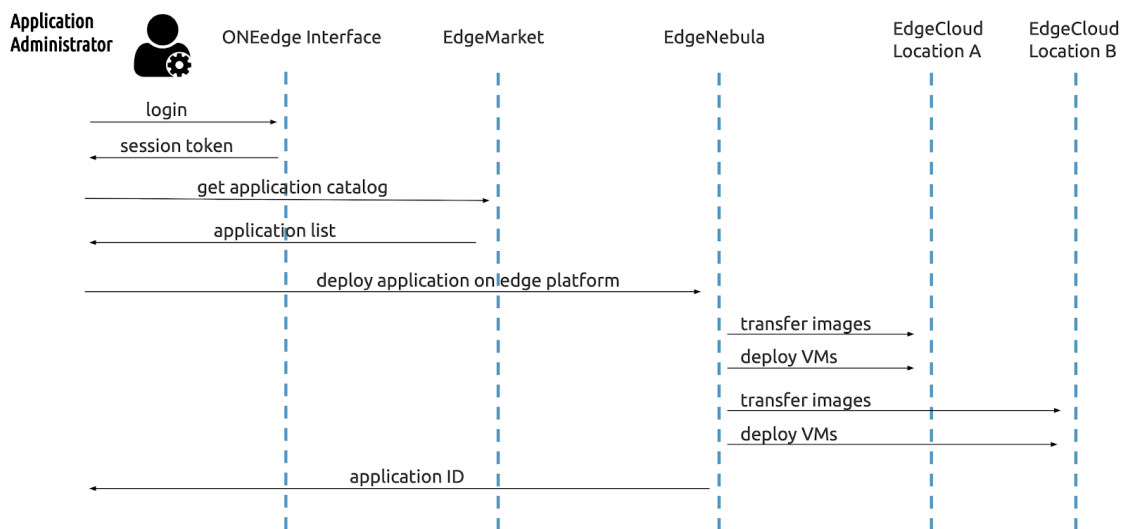 Application
Administrator
ONEedge Interface
EdgeMarket
EdgeNebula
EdgeCloud
Location A
EdgeCloud
Location B
login
session token
get application catalog
application list
deploy application on edge platform
transfer images
deploy VMs
transfer images
deploy VMs
application ID